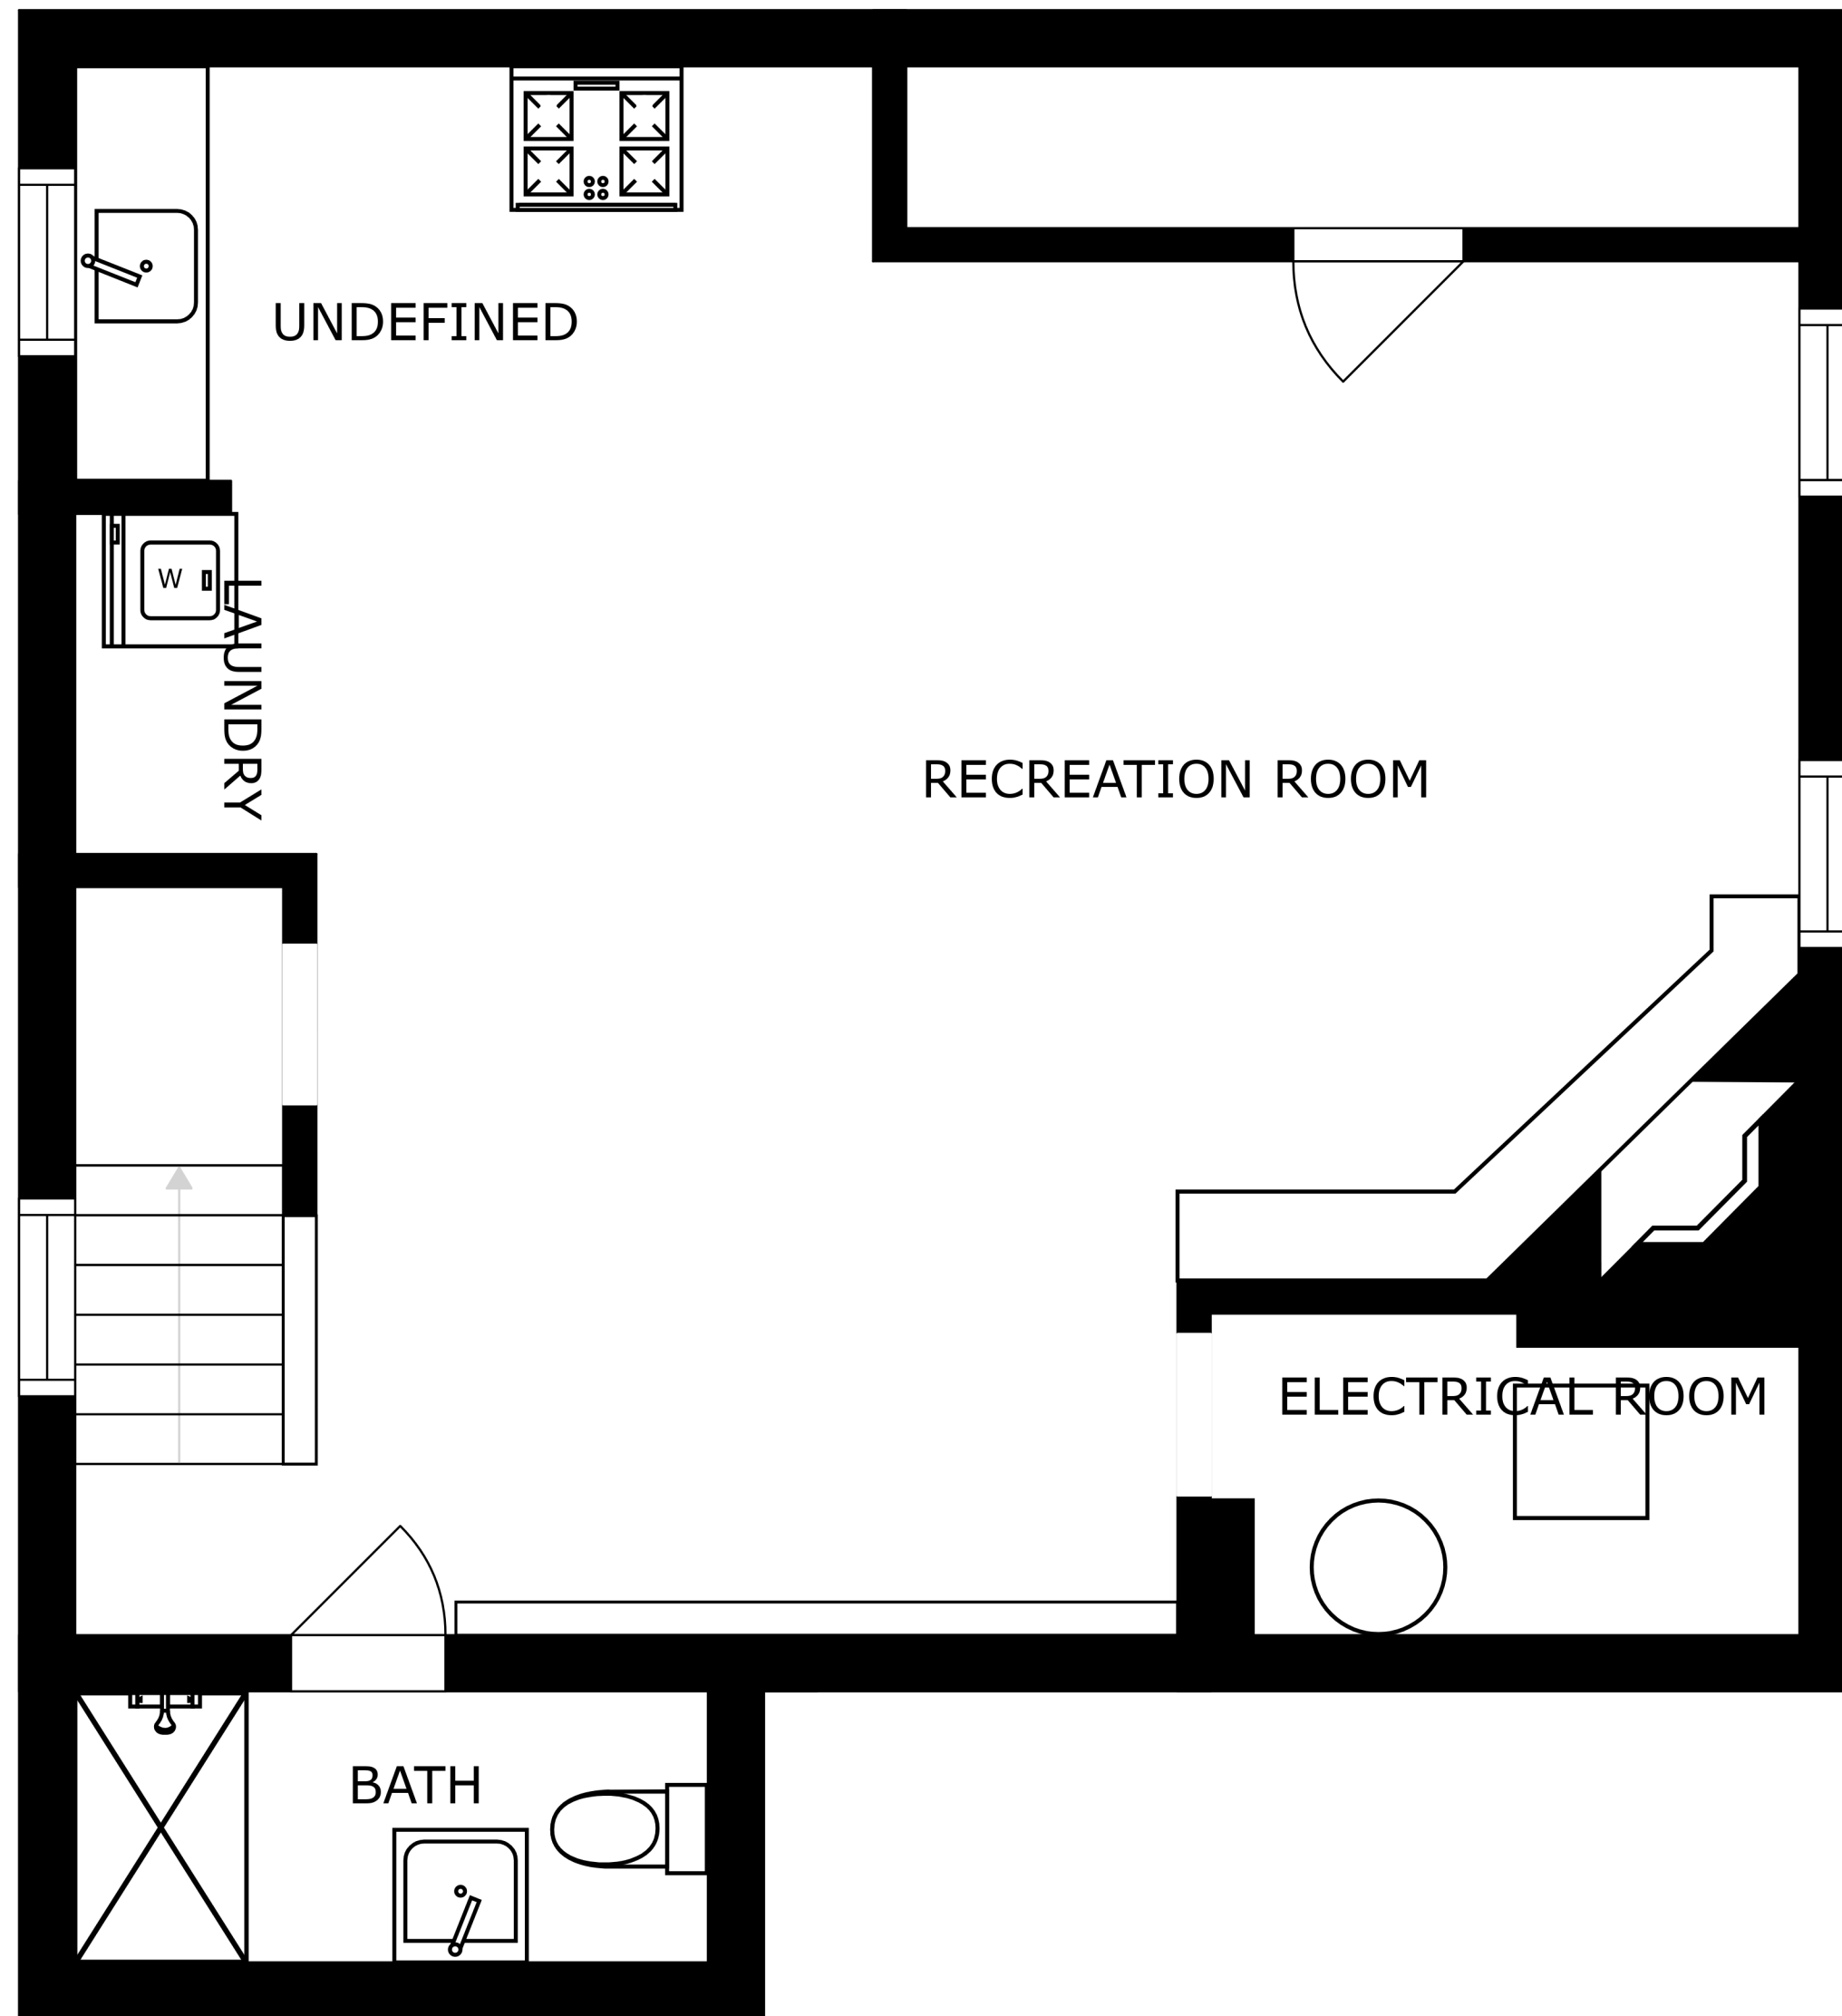 UNDEFINED
W
LAUNDRY
RECREATION ROOM
ELECTRICAL ROOM
BATH